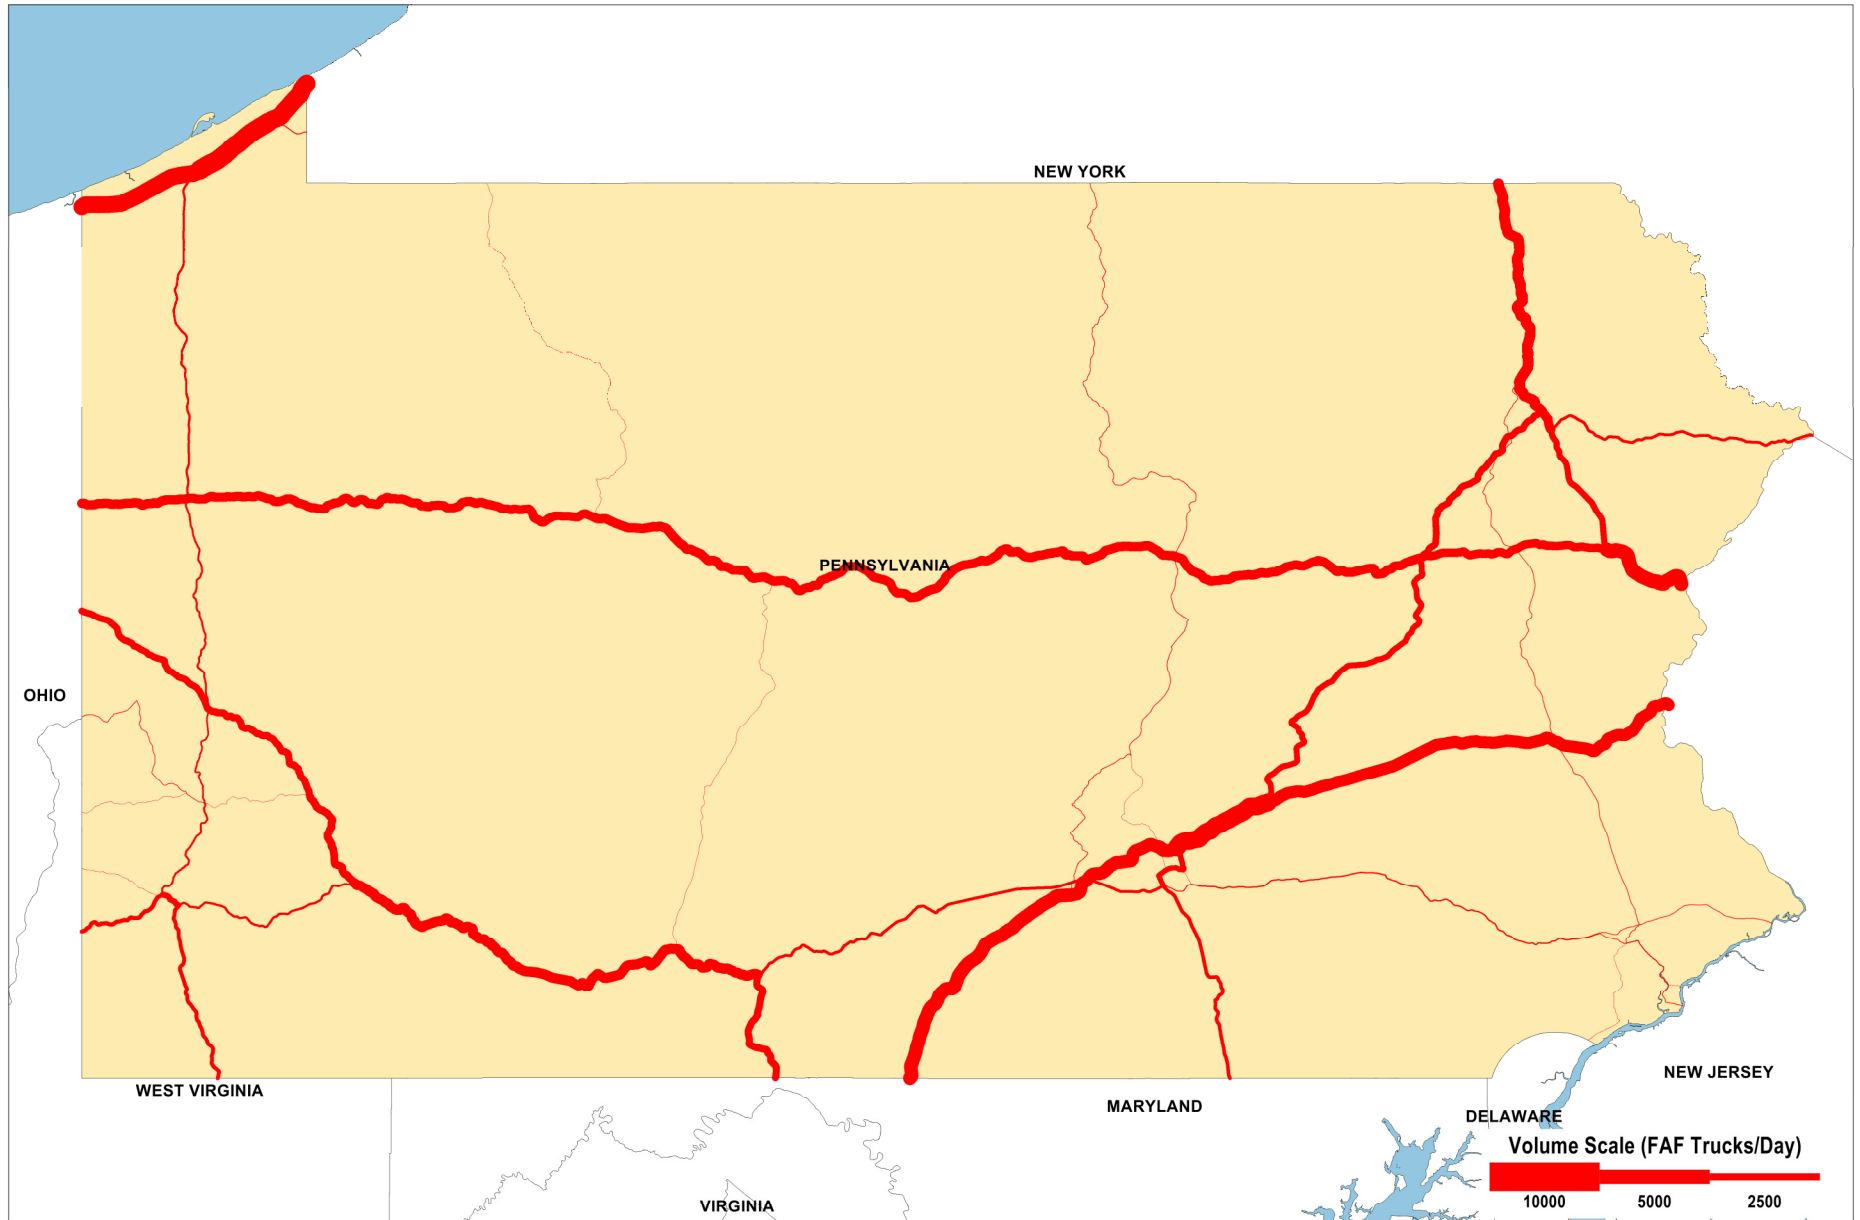 NEW YORK
PENNSYLVANIA
OHIO
WEST VIRGINIA
NEW JERSEY
MARYLAND
DELAWARE
Volume Scale (FAF Trucks/Day)
10000 5000 2500
VIRGINIA